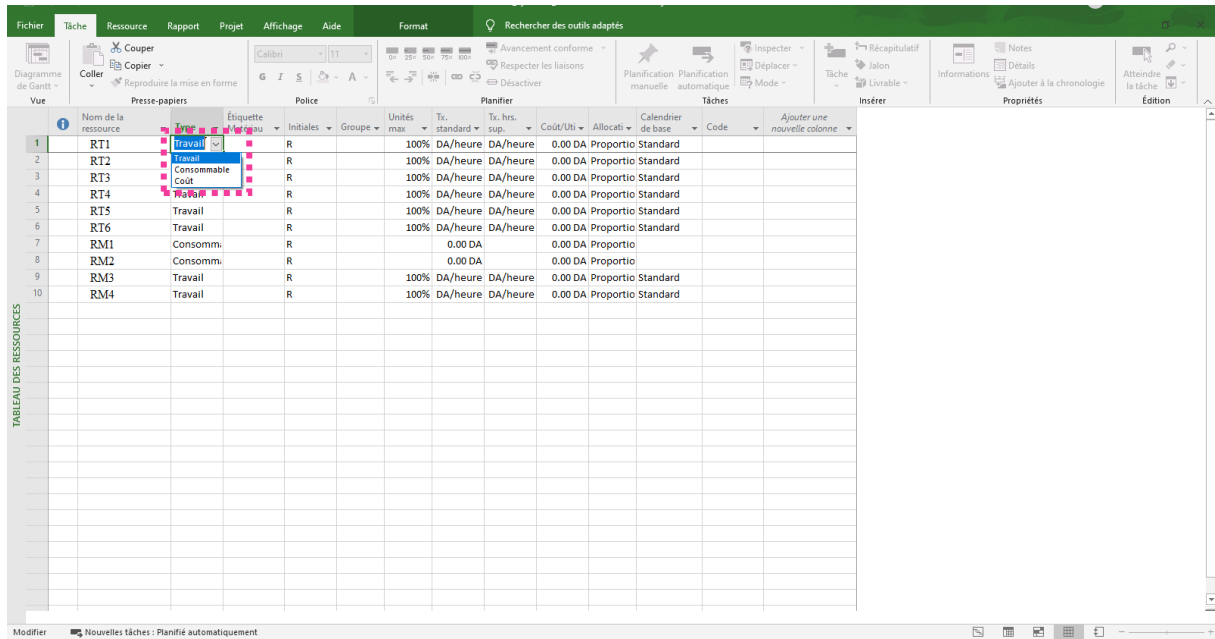 Fichier Tâche Ressource Rapport Projet Affichage Aide Format Rechercher des outils adaptés
Diagramme de Gantt
Vue
Coller
Couper
Copier
Reproduire la mise en forme
Presse-papiers
Calibri 11
G I S A
Police
0% 25% 50% 75% 100%
Avancement conforme
Respecter les liaisons
Désactiver
Planifier
Planification manuelle
Planification automatique
Inspecter
Déplacer
Mode
Tâches
Tâche
Récapitulatif
Jalon
Livrable
Insérer
Informations
Notes
Détails
Ajouter à la chronologie
Propriétés
Atteindre la tâche
Édition
Nom de la ressource Type Étiquette Matériau Initiales Groupe Unités max Tx. standard Tx. hrs. sup. Coût/Uti Allocati Calendrier de base Code Ajouter une nouvelle colonne
1 RT1 Travail R 100% DA/heure DA/heure 0.00 DA Proportio Standard
Travail
Consommable
Coût
2 RT2 R 100% DA/heure DA/heure 0.00 DA Proportio Standard
3 RT3 R 100% DA/heure DA/heure 0.00 DA Proportio Standard
4 RT4 Travail R 100% DA/heure DA/heure 0.00 DA Proportio Standard
5 RT5 Travail R 100% DA/heure DA/heure 0.00 DA Proportio Standard
6 RT6 Travail R 100% DA/heure DA/heure 0.00 DA Proportio Standard
7 RM1 Consomma R 0.00 DA 0.00 DA Proportio
8 RM2 Consomma R 0.00 DA 0.00 DA Proportio
9 RM3 Travail R 100% DA/heure DA/heure 0.00 DA Proportio Standard
10 RM4 Travail R 100% DA/heure DA/heure 0.00 DA Proportio Standard
TABLEAU DES RESSOURCES
Modifier Nouvelles tâches : Planifié automatiquement